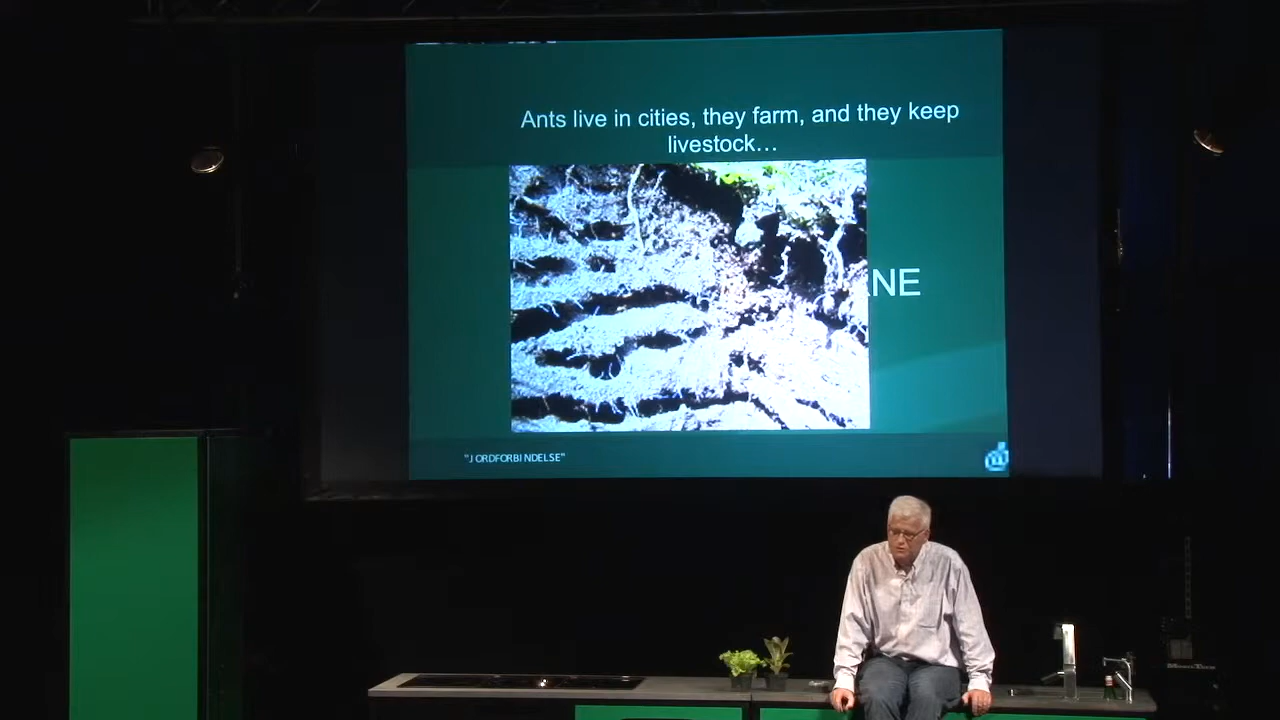 Ants live in cities, they farm, and they keep
livestock…
NE
"JORDFORBINDELSE"